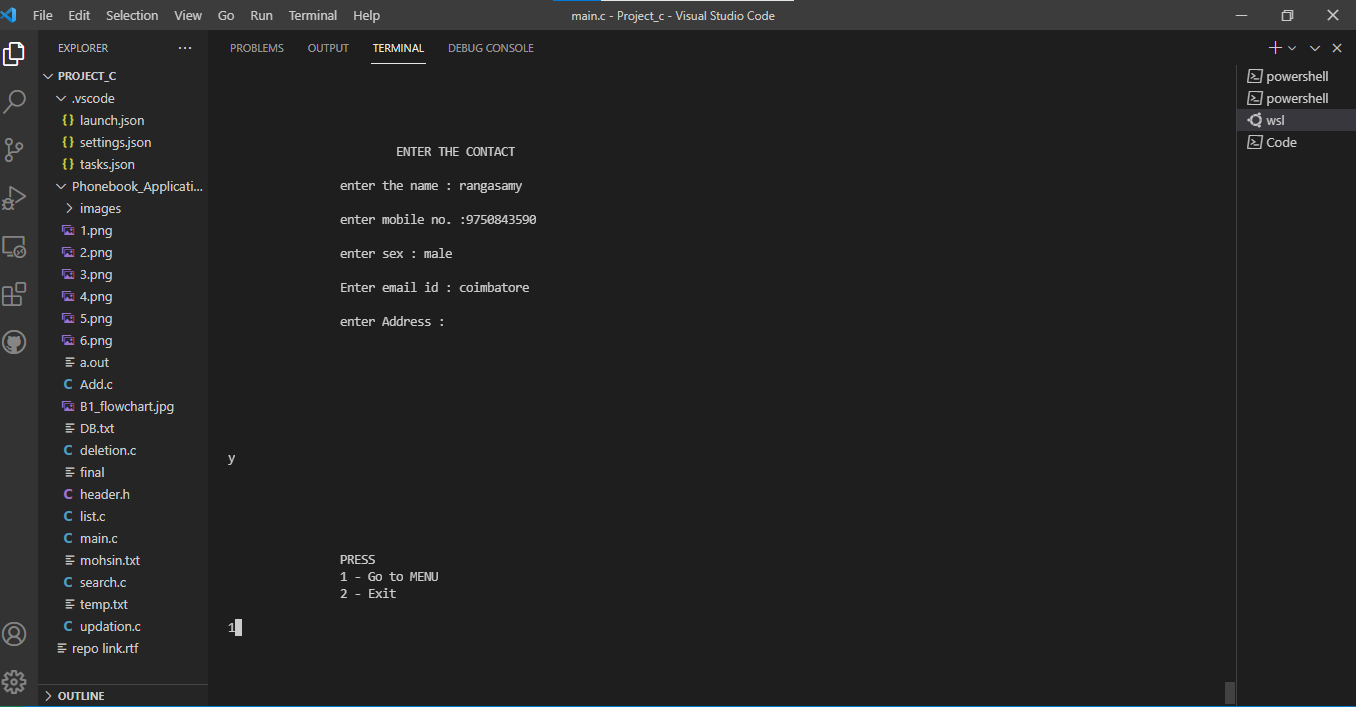 File Edit Selection View Go Run Terminal Help
main.c - Project_c - Visual Studio Code
EXPLORER
PROJECT_C
.vscode
launch.json
settings.json
tasks.json
Phonebook_Applicati...
images
1.png
2.png
3.png
4.png
5.png
6.png
a.out
Add.c
B1_flowchart.jpg
DB.txt
deletion.c
final
header.h
list.c
main.c
mohsin.txt
search.c
temp.txt
updation.c
repo link.rtf
OUTLINE
PROBLEMS OUTPUT TERMINAL DEBUG CONSOLE
ENTER THE CONTACT
enter the name : rangasamy
enter mobile no. :9750843590
enter sex : male
Enter email id : coimbatore
enter Address :
y
PRESS
1 - Go to MENU
2 - Exit
1
powershell
powershell
wsl
Code